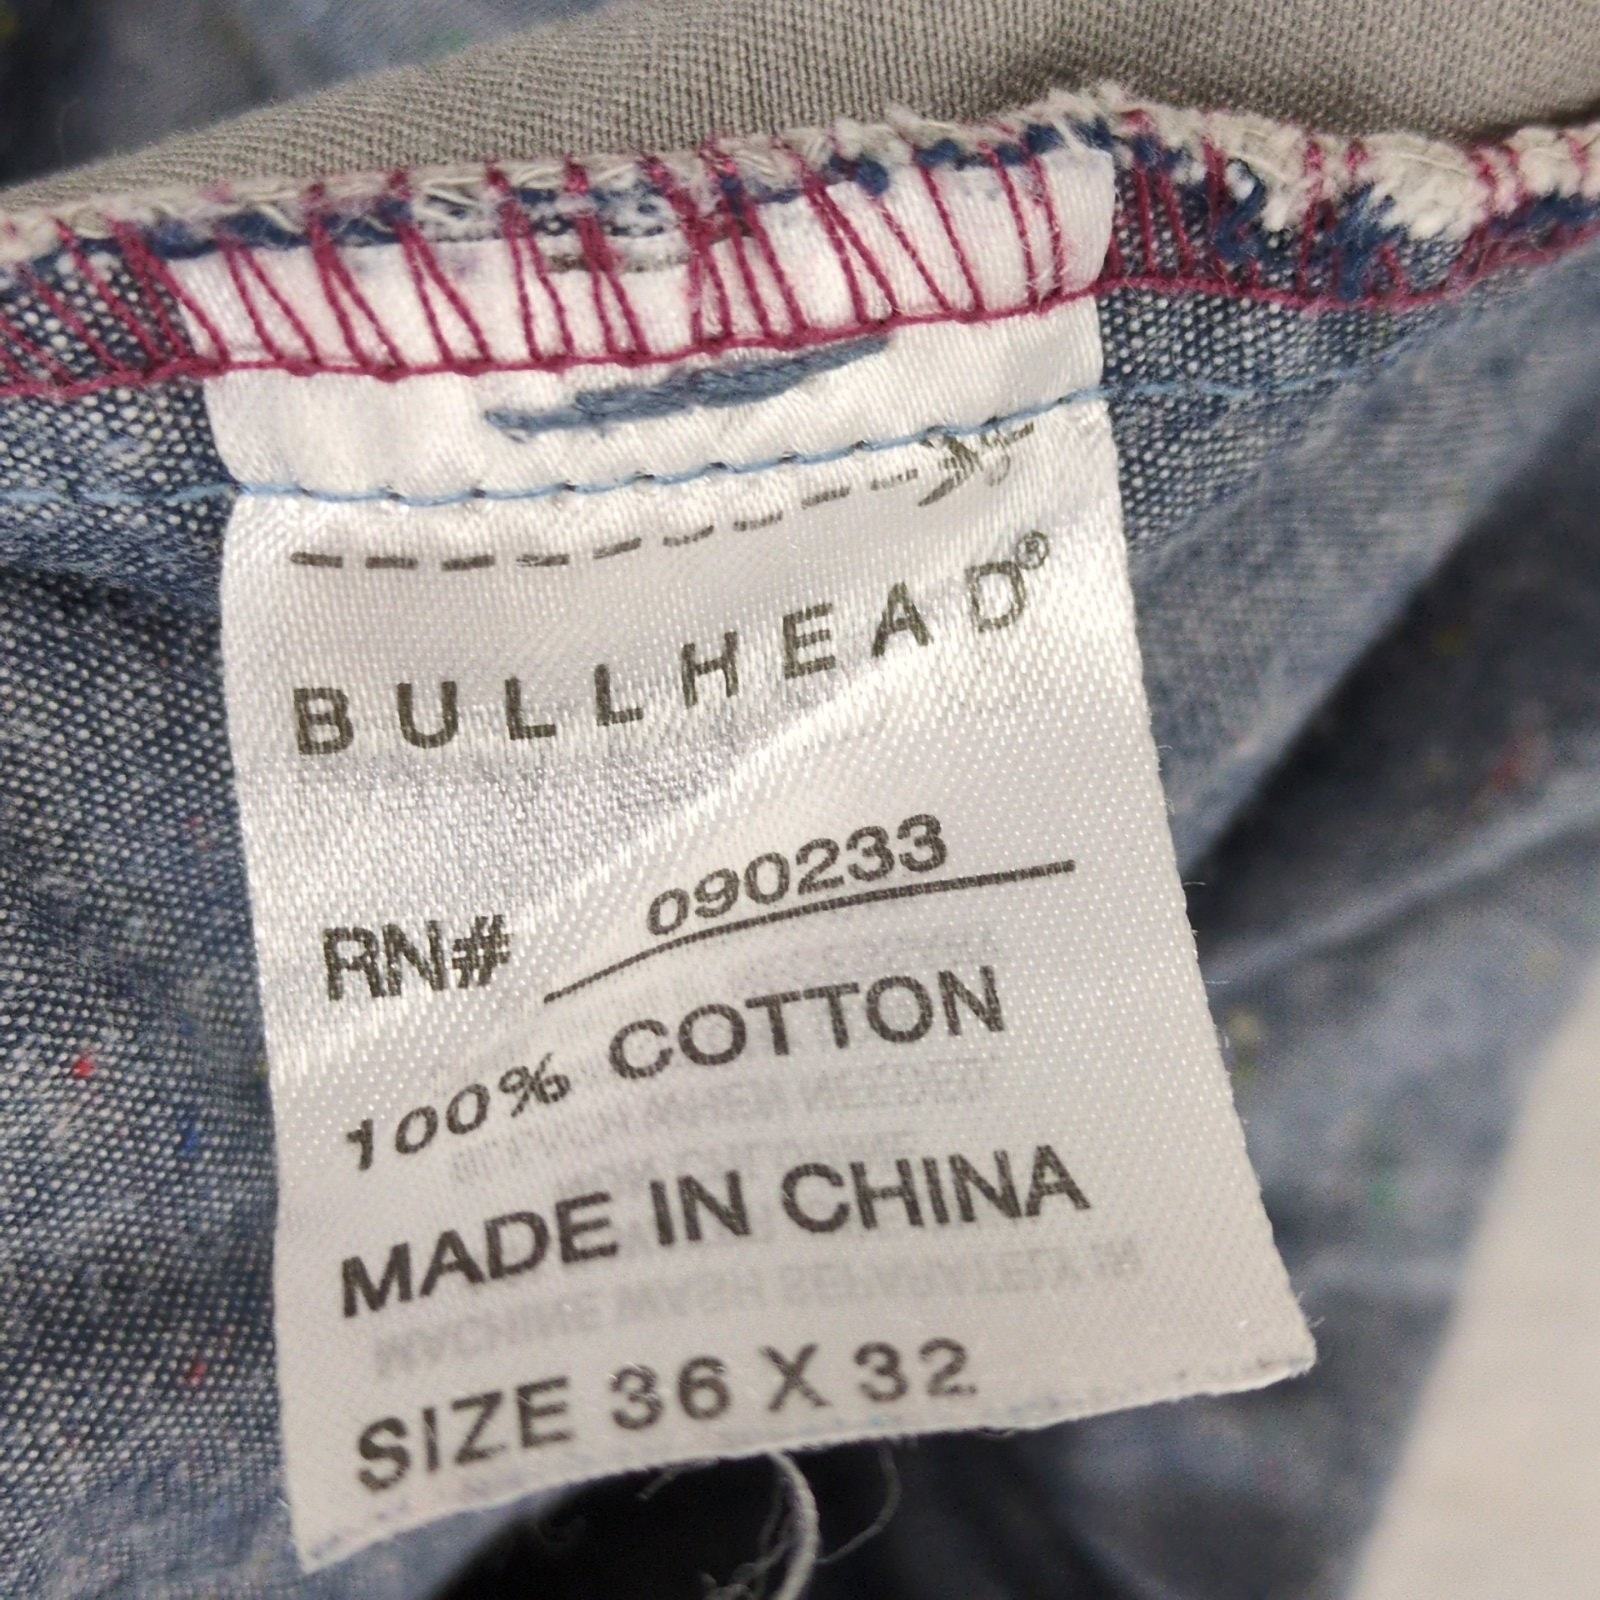 BULLHEAD®
RN# 090233
100% COTTON
MADE IN CHINA
SIZE 36 X 32